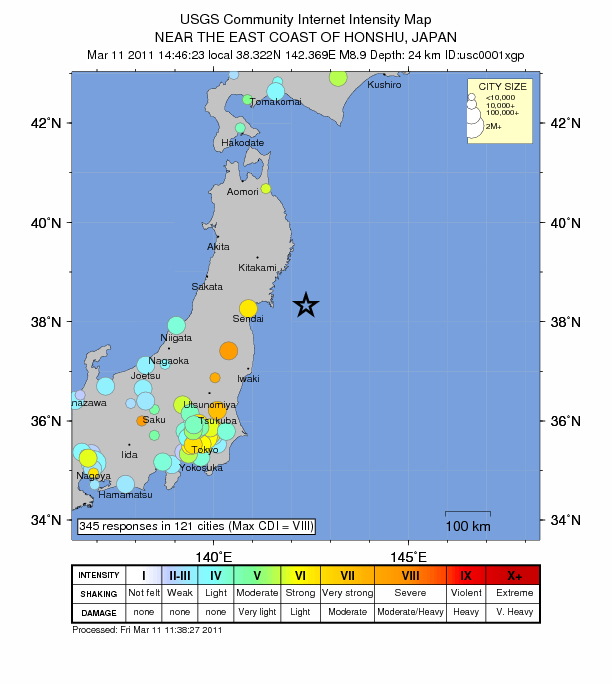 USGS Community Internet Intensity Map
NEAR THE EAST COAST OF HONSHU, JAPAN
Mar 11 2011 14:46:23 local 38.322N 142.369E M8.9 Depth: 24 km ID:usc0001xgp
Kushiro
CITY SIZE
<10,000
10,000+
100,000+
2M+
Tomakomai
42°N 42°N
Hakodate
Aomori
40°N 40°N
Akita
Kitakami
Sakata
38°N 38°N
Sendai
Niigata
Nagaoka
Joetsu
Iwaki
nazawa
Utsunomiya
Tsukuba
36°N 36°N
Saku
Iida
Tokyo
Yokosuka
Nagoya
Hamamatsu
345 responses in 121 cities (Max CDI = VIII)
100 km
34°N 34°N
140°E 145°E
INTENSITY I II-III IV V VI VII VIII IX X+
SHAKING Not felt Weak Light Moderate Strong Very strong Severe Violent Extreme
DAMAGE none none none Very light Light Moderate Moderate/Heavy Heavy V. Heavy
Processed: Fri Mar 11 11:38:27 2011